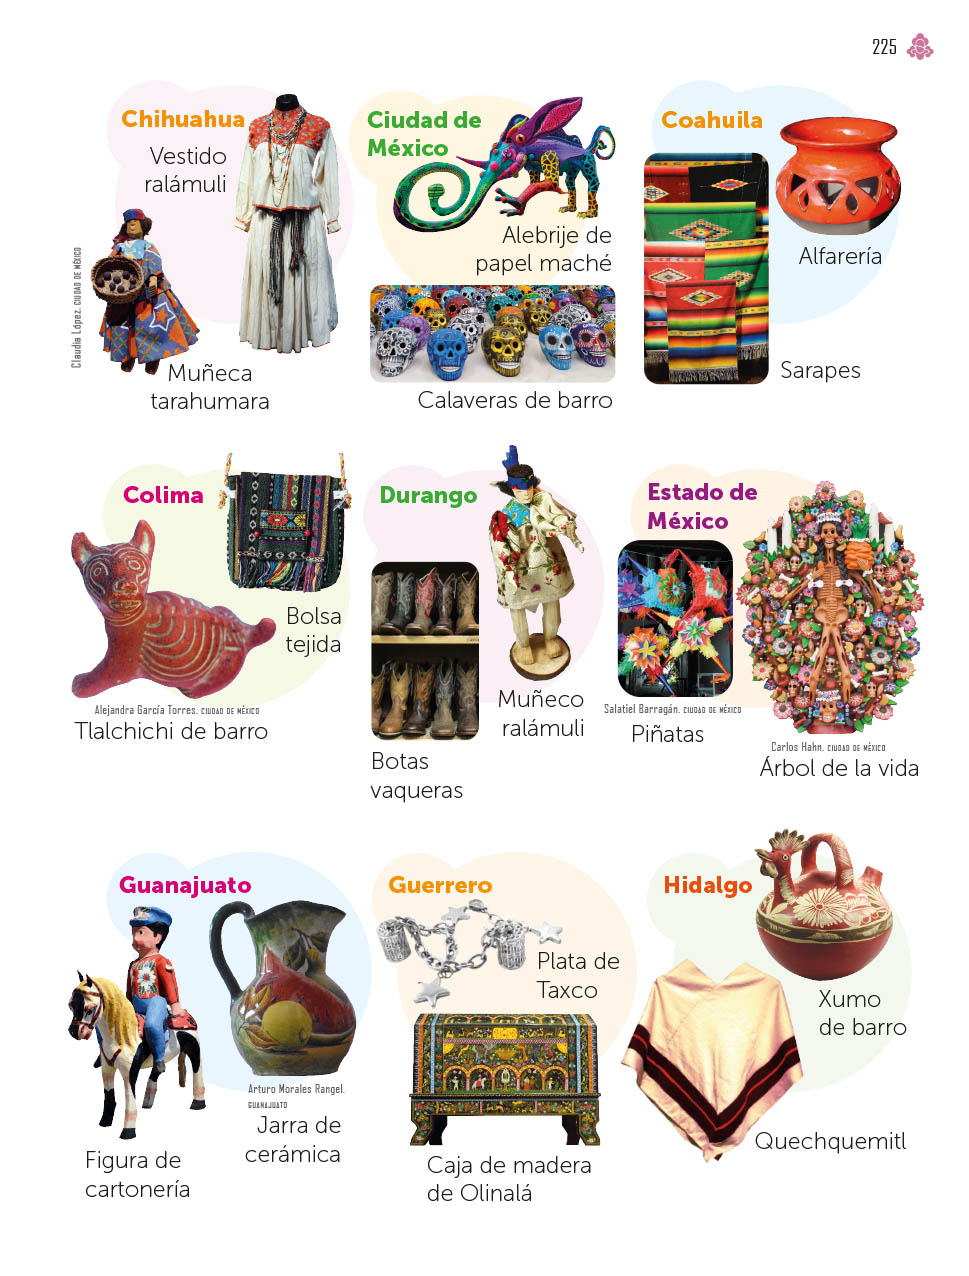 225
Chihuahua
Vestido
ralámuli
Claudia López. CIUDAD DE MÉXICO
Muñeca
tarahumara
Ciudad de
México
Alebrije de
papel maché
Calaveras de barro
Coahuila
Alfarería
Sarapes
Colima
Bolsa
tejida
Alejandra García Torres. CIUDAD DE MÉXICO
Tlalchichi de barro
Durango
Muñeco
ralámuli
Botas
vaqueras
Estado de
México
Salatiel Barragán. CIUDAD DE MÉXICO
Piñatas
Carlos Hahn. CIUDAD DE MÉXICO
Árbol de la vida
Guanajuato
Arturo Morales Rangel.
GUANAJUATO
Jarra de
cerámica
Figura de
cartonería
Guerrero
Plata de
Taxco
Caja de madera
de Olinalá
Hidalgo
Xumo
de barro
Quechquemitl